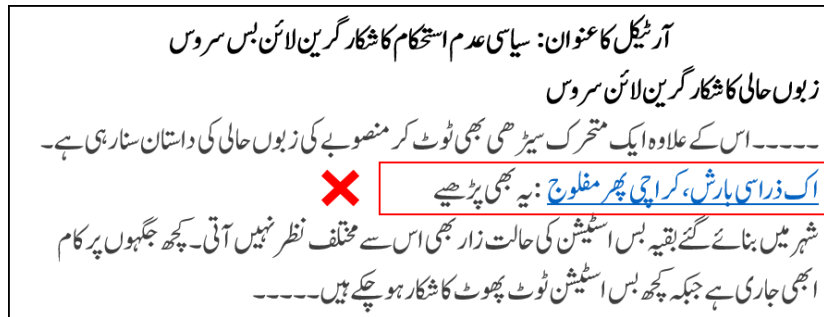 آرٹیکل کا عنوان: سیاسی عدم استحکام کا شکار گرین لائن بس سروس
زبوں حالی کا شکار گرین لائن سروس
۔۔۔۔۔ اس کے علاوہ ایک متحرک سیڑھی بھی ٹوٹ کر منصوبے کی زبوں حالی کی داستان سنا رہی ہے۔
اک ذرا سی بارش، کراچی پھر مفلوج :یہ بھی پڑھیے
شہر میں بنائے گئے بقیہ بس اسٹیشن کی حالت زار بھی اس سے مختلف نظر نہیں آتی۔ کچھ جگہوں پر کام
ابھی جاری ہے جبکہ کچھ بس اسٹیشن ٹوٹ پھوٹ کا شکار ہو چکے ہیں۔۔۔۔۔